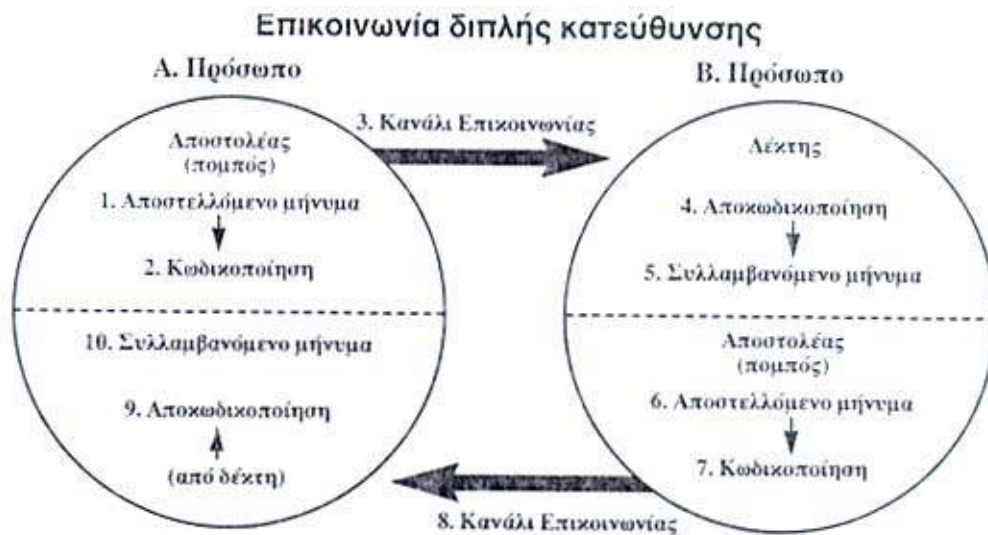 Επικοινωνία διπλής κατεύθυνσης
Α. Πρόσωπο
Β. Πρόσωπο
3. Κανάλι Επικοινωνίας
Αποστολέας
(πομπός)
1. Αποστελλόμενο μήνυμα
2. Κωδικοποίηση
10. Συλλαμβανόμενο μήνυμα
9. Αποκωδικοποίηση
(από δέκτη)
Δέκτης
4. Αποκωδικοποίηση
5. Συλλαμβανόμενο μήνυμα
Αποστολέας
(πομπός)
6. Αποστελλόμενο μήνυμα
7. Κωδικοποίηση
8. Κανάλι Επικοινωνίας